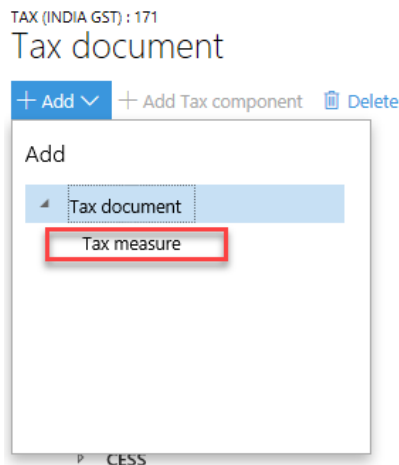 TAX (INDIA GST) : 171
Tax document
Add Add Tax component Delete
Add
Tax document
Tax measure
CESS